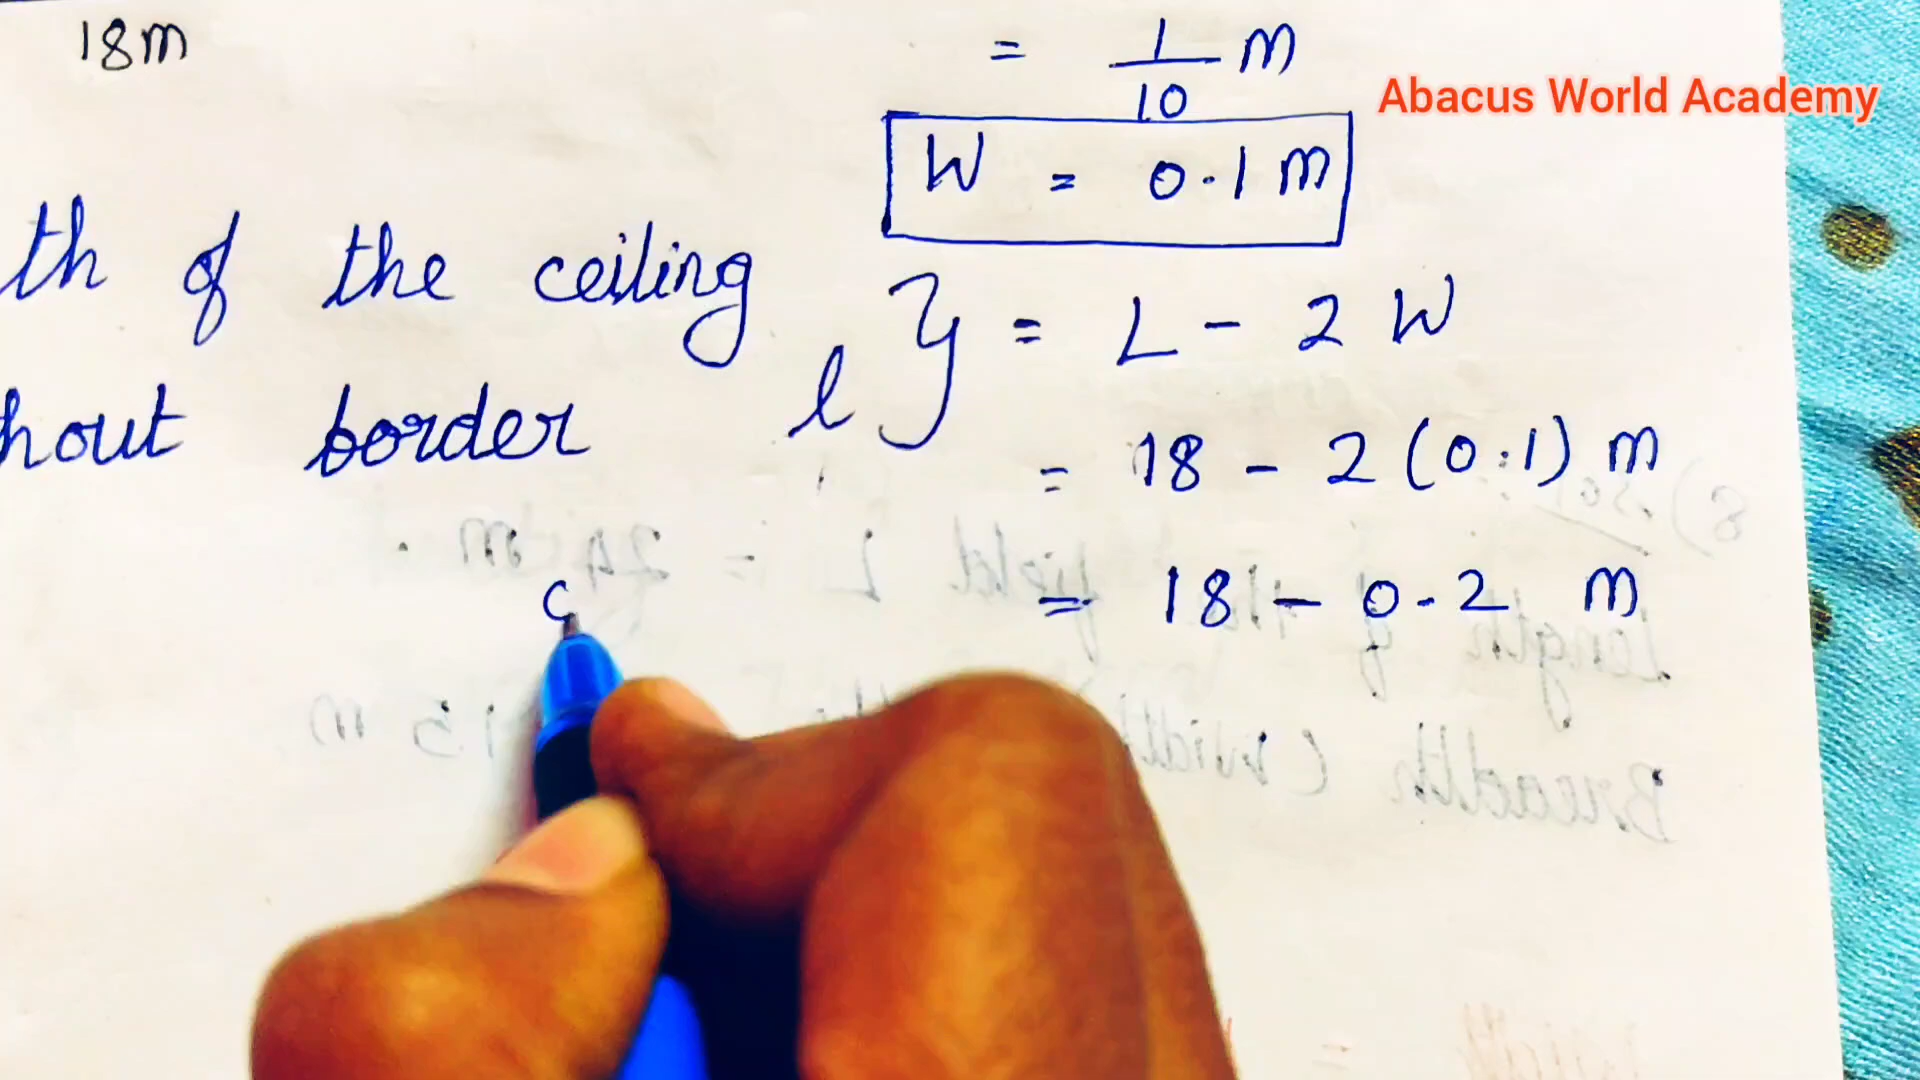 18m
= 1/10 m
Abacus World Academy
W = 0.1 m
th of the ceiling } = L - 2 W
hout border l
= 18 - 2 (0.1) m
= 18 - 0.2 m